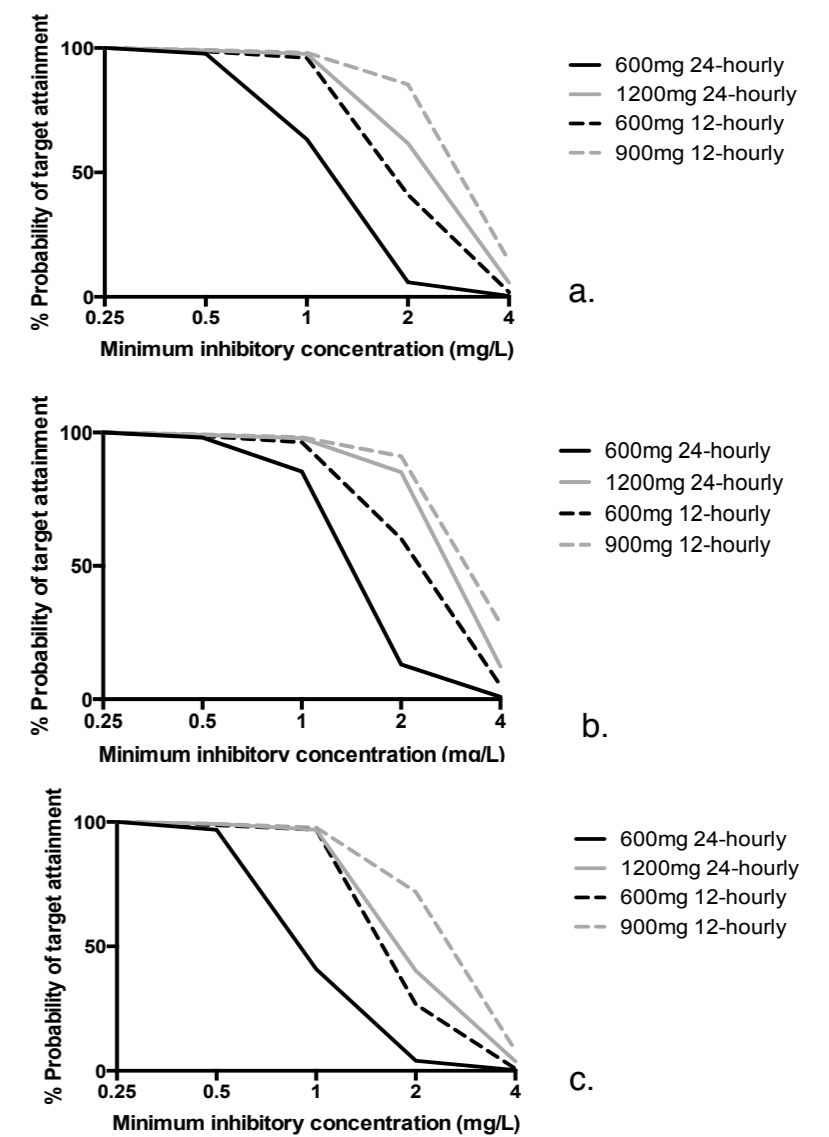 % Probability of target attainment
100
50
0
0.25 0.5 1 2 4
Minimum inhibitory concentration (mg/L)
600mg 24-hourly
1200mg 24-hourly
600mg 12-hourly
900mg 12-hourly
a.
% Probability of target attainment
100
50
0
0.25 0.5 1 2 4
Minimum inhibitory concentration (mg/L)
600mg 24-hourly
1200mg 24-hourly
600mg 12-hourly
900mg 12-hourly
b.
% Probability of target attainment
100
50
0
0.25 0.5 1 2 4
Minimum inhibitory concentration (mg/L)
600mg 24-hourly
1200mg 24-hourly
600mg 12-hourly
900mg 12-hourly
c.